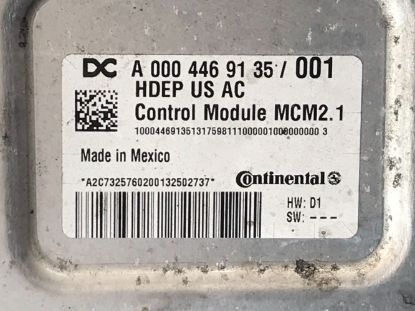 DC A 000 446 91 35 / 001
HDEP US AC
Control Module MCM2.1
10004469135131759811100000100000000 3
Made in Mexico
*A2C7325760200132502737* Continental
HW: D1
SW: ---